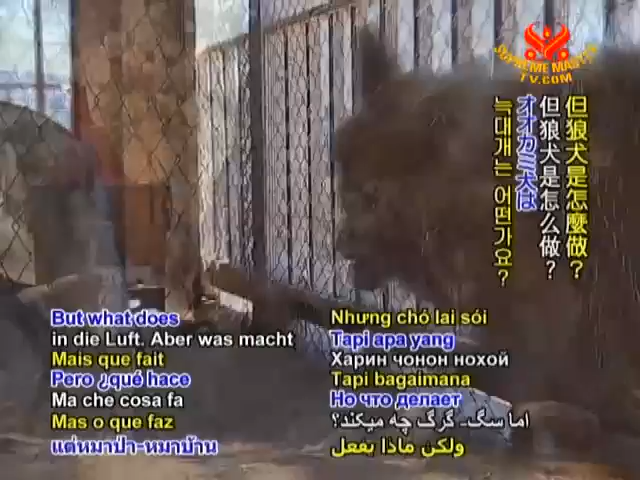 SUPREME MASTER
TV.COM
但狼犬是怎麼做？
但狼犬是怎么做？
オオカミ犬は
늑대개는 어떤가요?
But what does
in die Luft. Aber was macht
Mais que fait
Pero ¿qué hace
Ma che cosa fa
Mas o que faz
แต่หมาป่า-หมาบ้าน
Nhưng chó lai sói
Tapi apa yang
Харин чонон нохой
Tapi bagaimana
Но что делает
اما سگ- گرگ چه میکند؟
ولكن ماذا يفعل